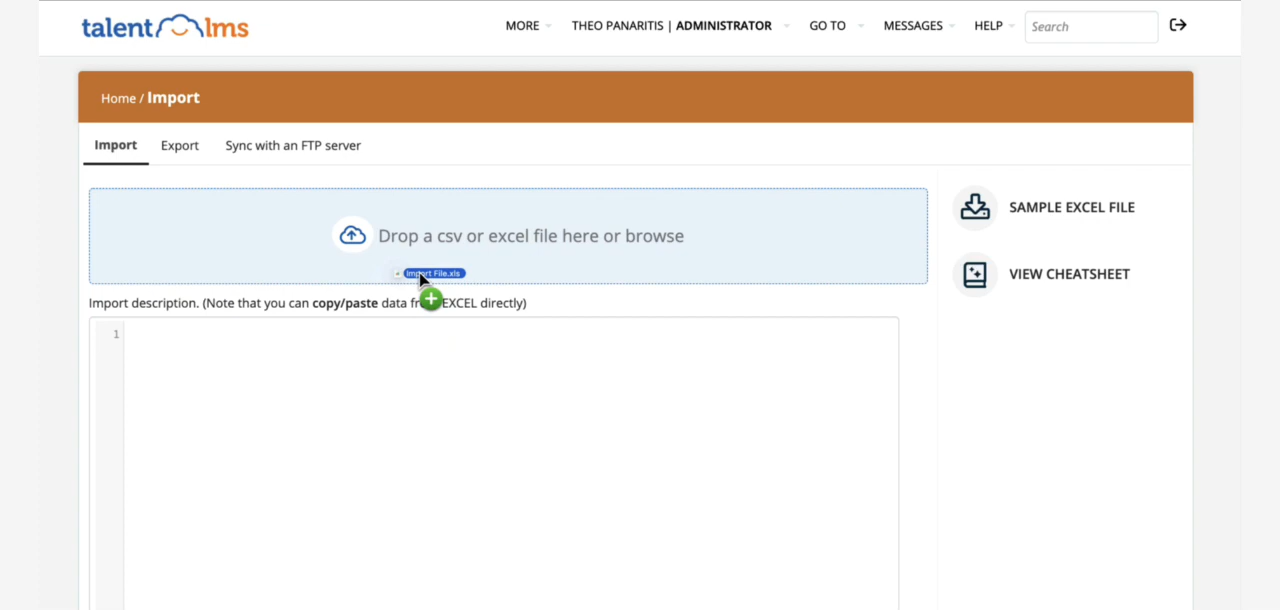 talent lms MORE THEO PANARITIS | ADMINISTRATOR GO TO MESSAGES HELP Search
Home / Import
Import Export Sync with an FTP server
Drop a csv or excel file here or browse
Import File.xls
Import description. (Note that you can copy/paste data EXCEL directly)
1
SAMPLE EXCEL FILE
VIEW CHEATSHEET